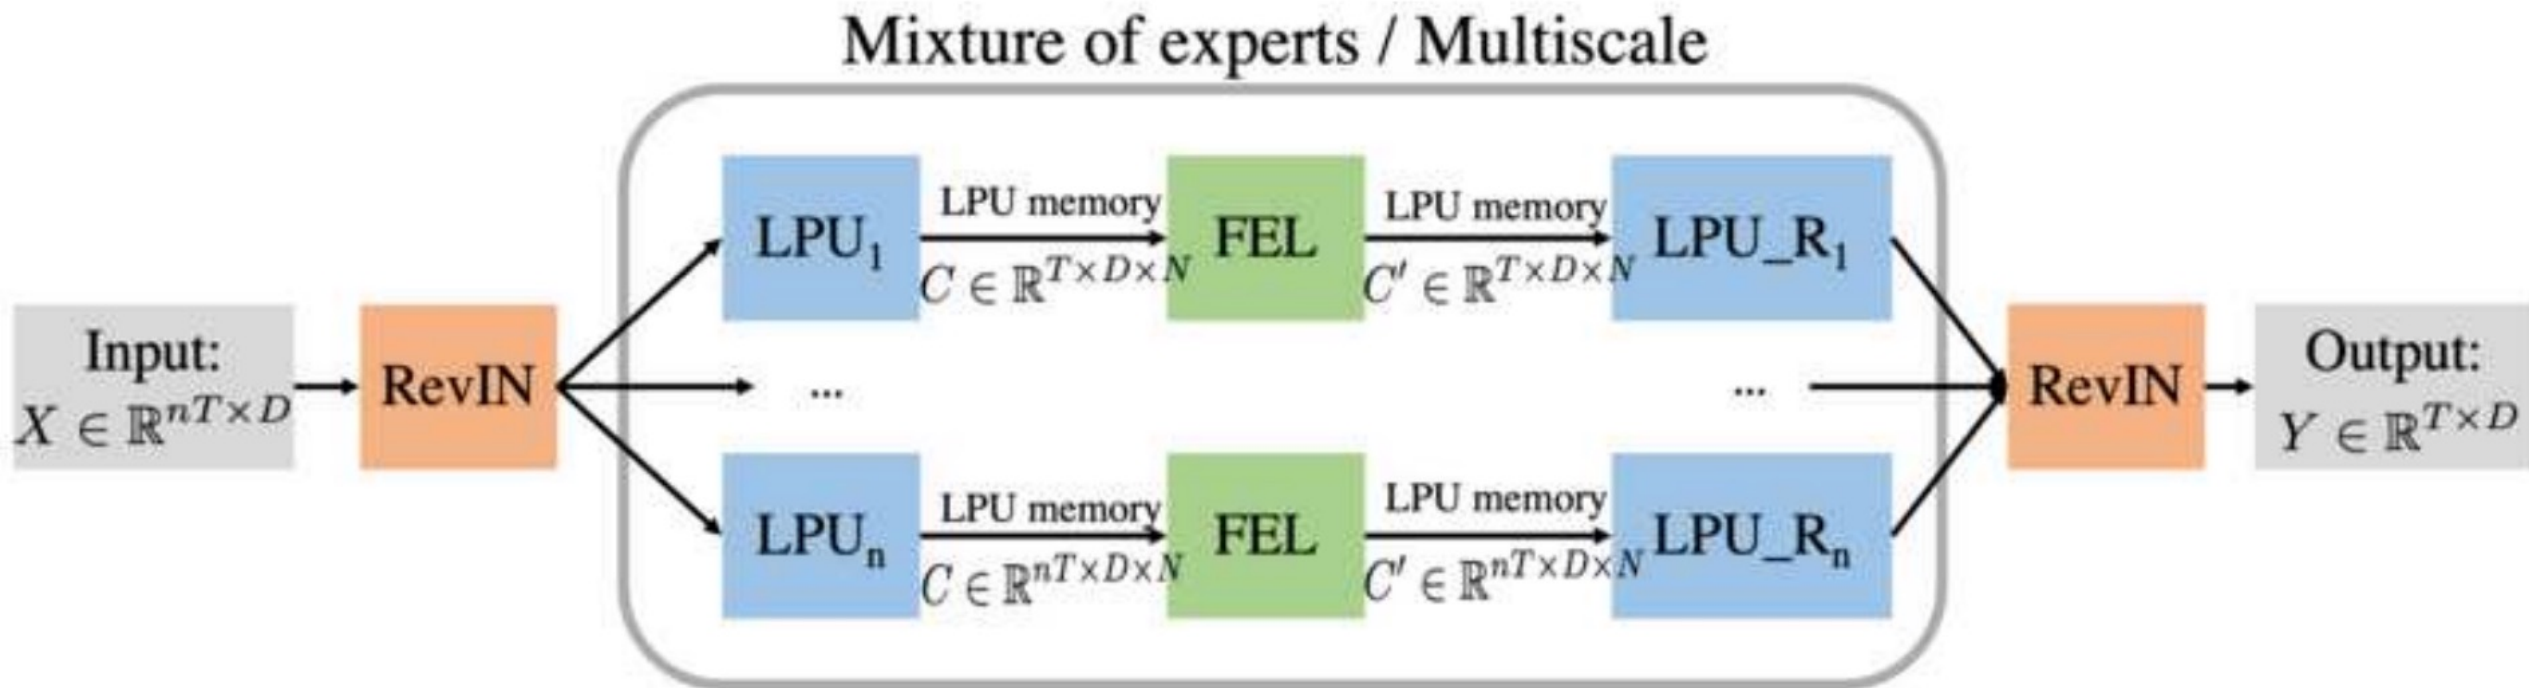 Mixture of experts / Multiscale
Input:
X ∈ ℝ^{nT×D}
RevIN
LPU₁
LPU memory
C ∈ ℝ^{T×D×N}
FEL
LPU memory
C′ ∈ ℝ^{T×D×N}
LPU_R₁
...
...
LPUₙ
LPU memory
C ∈ ℝ^{nT×D×N}
FEL
LPU memory
C′ ∈ ℝ^{nT×D×N}
LPU_Rₙ
RevIN
Output:
Y ∈ ℝ^{T×D}